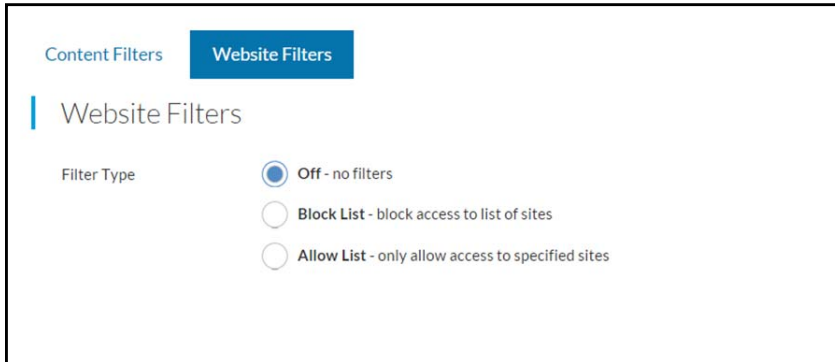 Content Filters
Website Filters
Website Filters
Filter Type
Off - no filters
Block List - block access to list of sites
Allow List - only allow access to specified sites